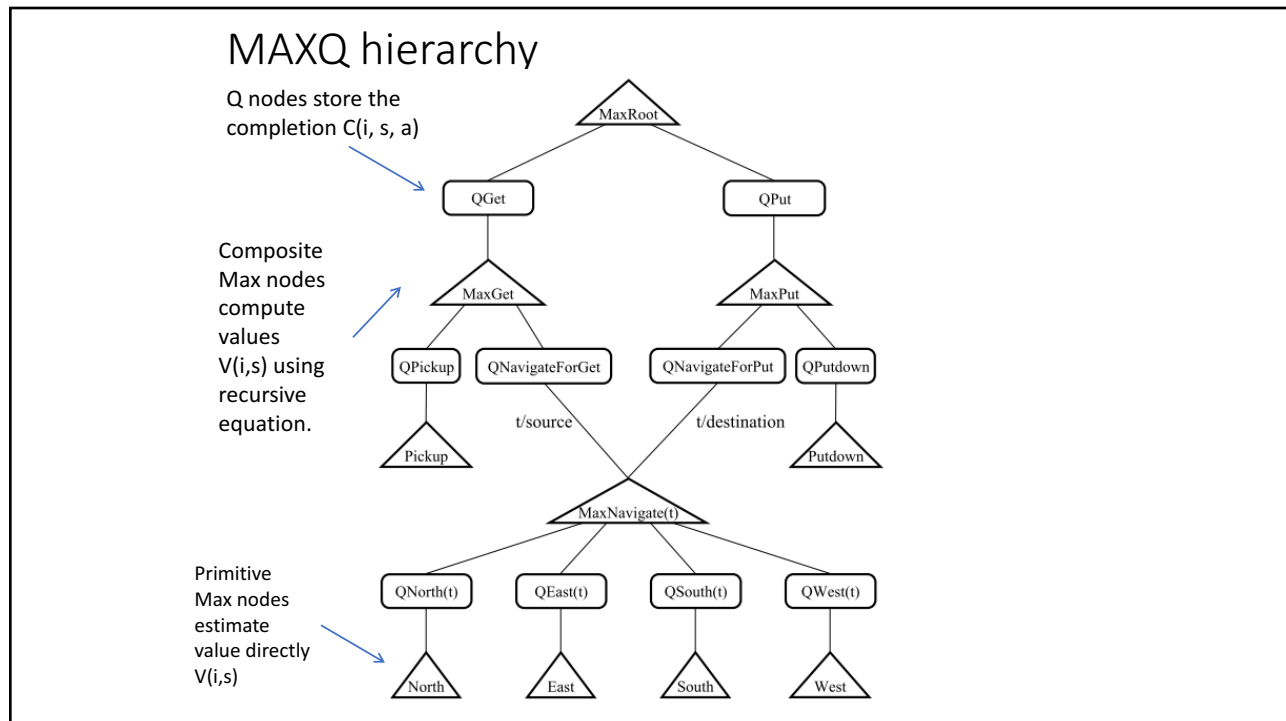 MAXQ hierarchy
Q nodes store the
completion C(i, s, a)
MaxRoot
QGet
QPut
Composite
Max nodes
compute
values
V(i,s) using
recursive
equation.
MaxGet
MaxPut
QPickup
QNavigateForGet
QNavigateForPut
QPutdown
t/source
t/destination
Pickup
Putdown
MaxNavigate(t)
Primitive
Max nodes
estimate
value directly
V(i,s)
QNorth(t)
QEast(t)
QSouth(t)
QWest(t)
North
East
South
West